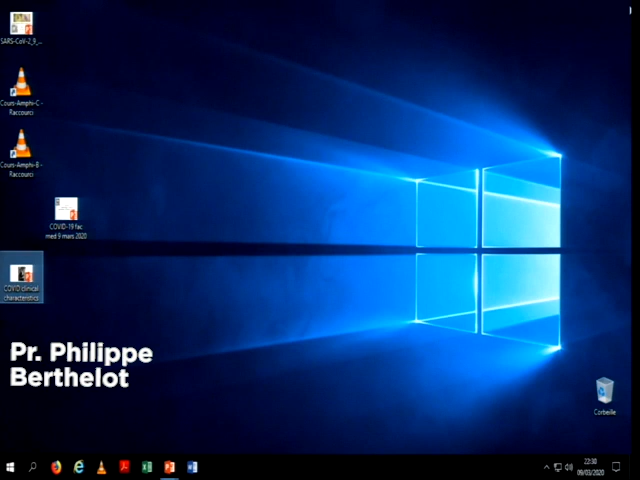 SARS-CoV-2_9_...
Cours-Amphi-C -
Raccourci
Cours-Amphi-B -
Raccourci
COVID-19 fac
med 9 mars 2020
COVID clinical
characteristics
Pr. Philippe
Berthelot
Corbeille
22:30
09/03/2020